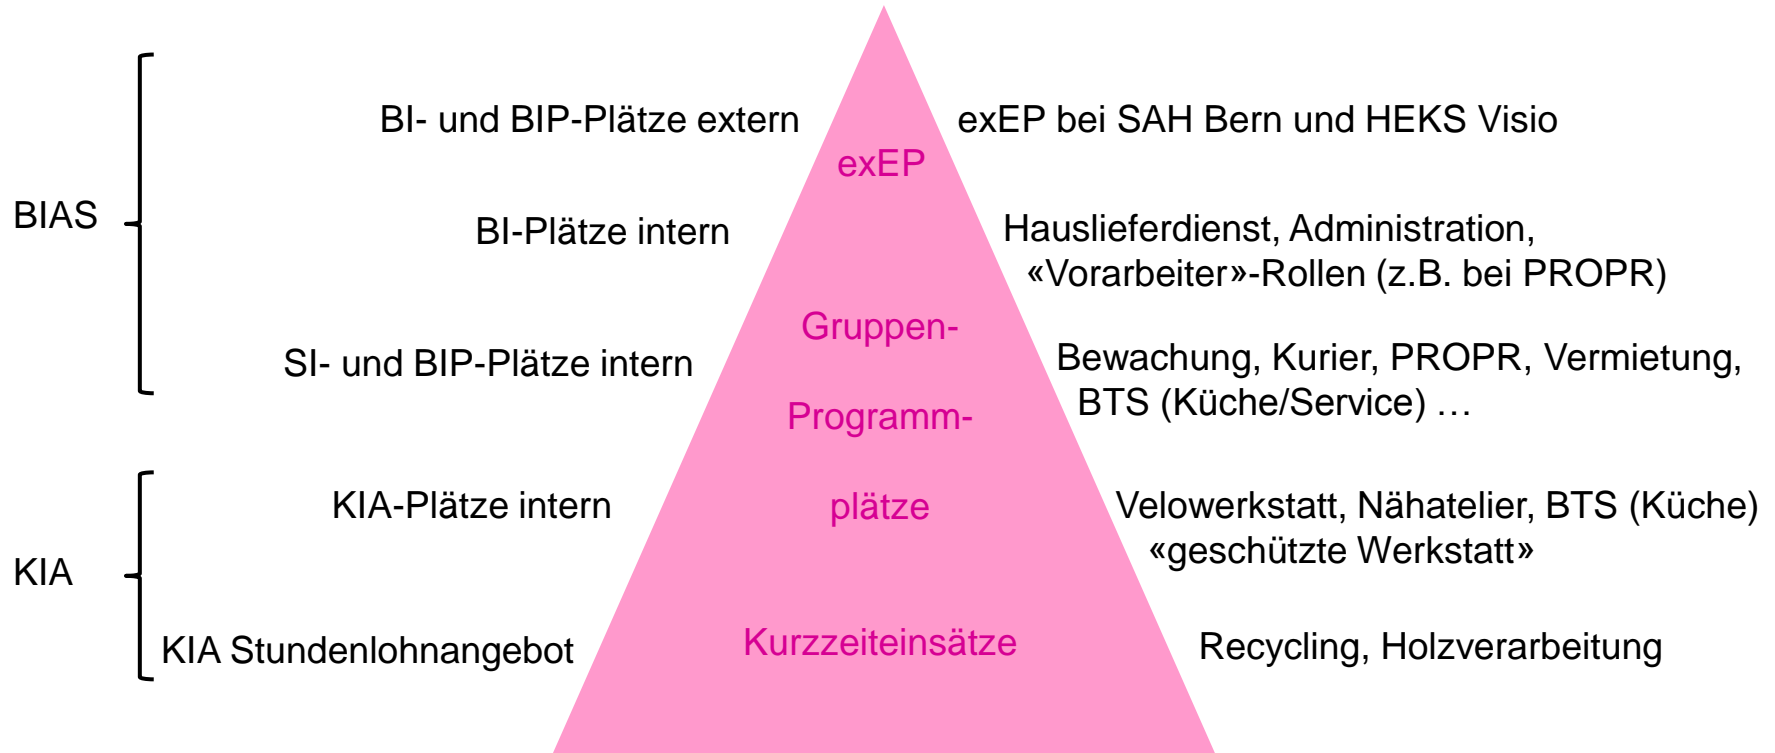 BI- und BIP-Plätze extern
exEP bei SAH Bern und HEKS Visio
exEP
BIAS
BI-Plätze intern
Hauslieferdienst, Administration,
«Vorarbeiter»-Rollen (z.B. bei PROPR)
Gruppen-
SI- und BIP-Plätze intern
Bewachung, Kurier, PROPR, Vermietung,
BTS (Küche/Service) …
Programm-
KIA-Plätze intern
plätze
Velowerkstatt, Nähatelier, BTS (Küche)
«geschützte Werkstatt»
KIA
KIA Stundenlohnangebot
Kurzzeiteinsätze
Recycling, Holzverarbeitung